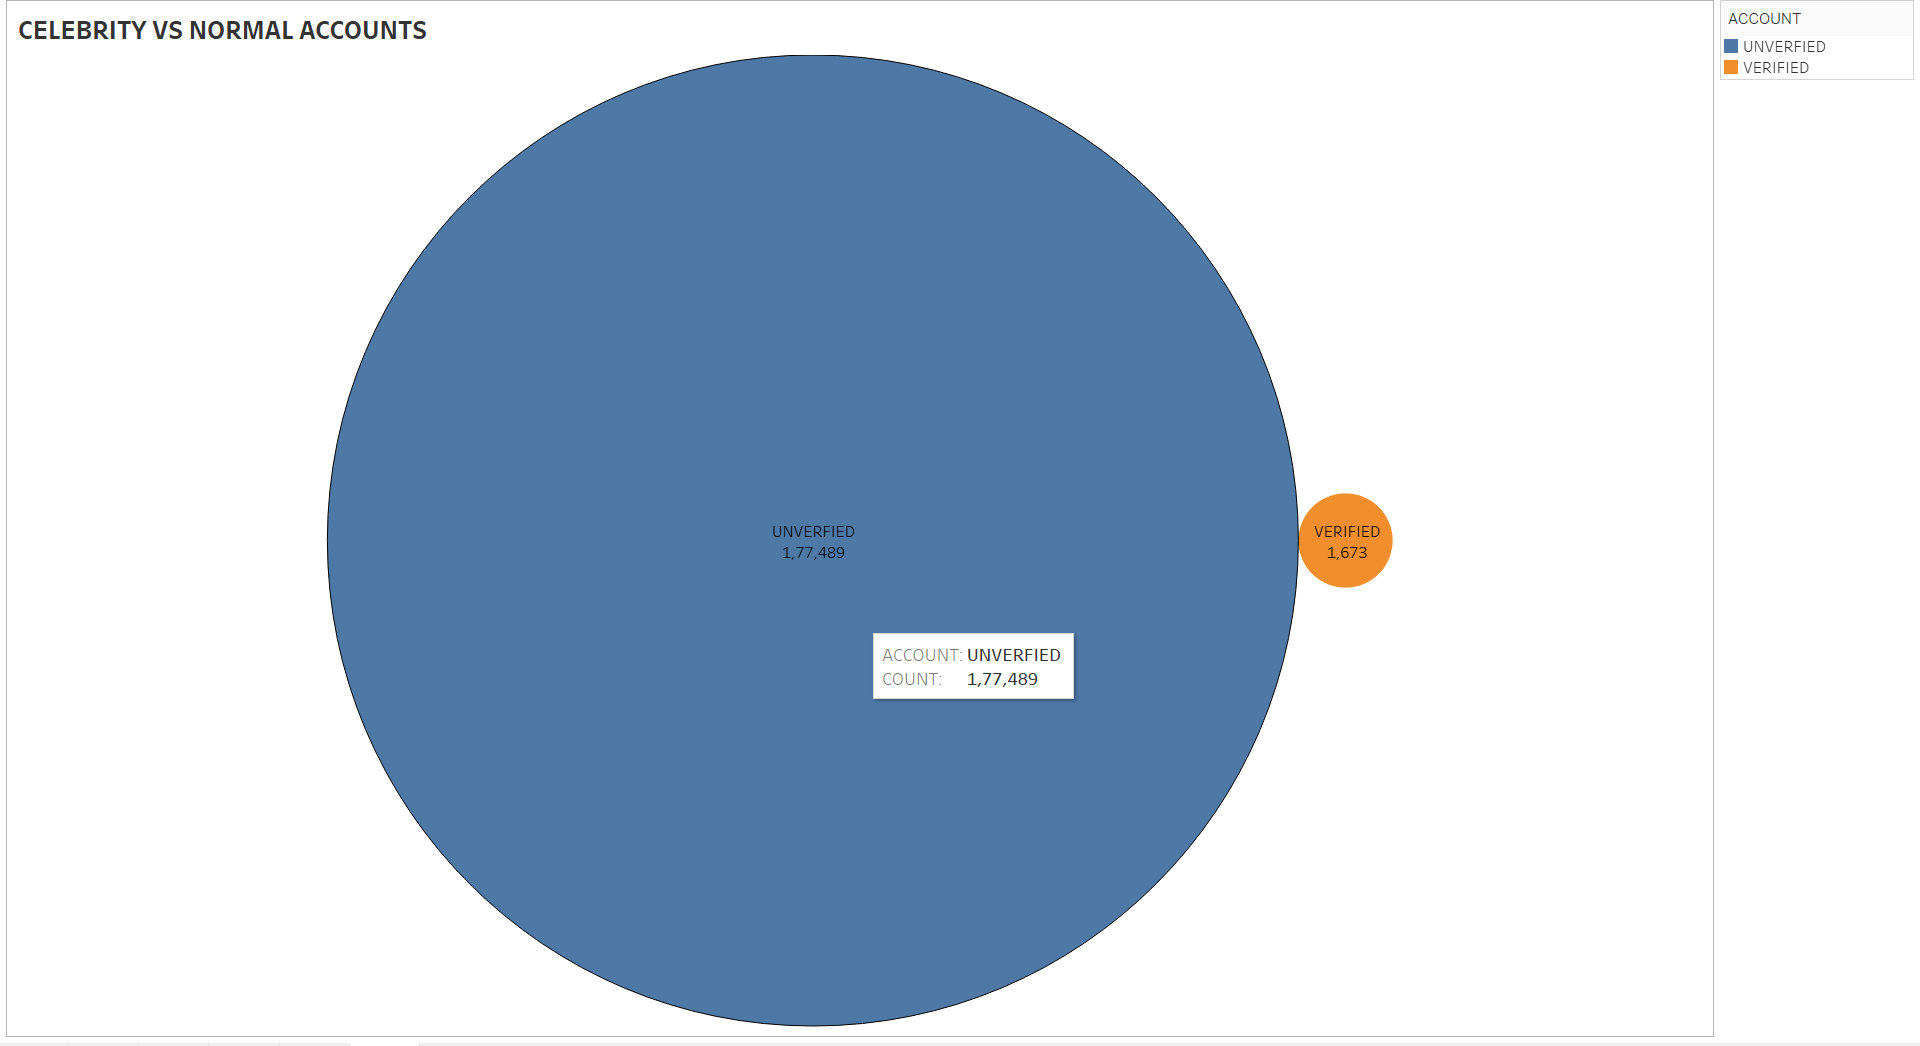 CELEBRITY VS NORMAL ACCOUNTS
ACCOUNT
UNVERFIED
VERIFIED
UNVERFIED
1,77,489
VERIFIED
1,673
ACCOUNT: UNVERFIED
COUNT: 1,77,489